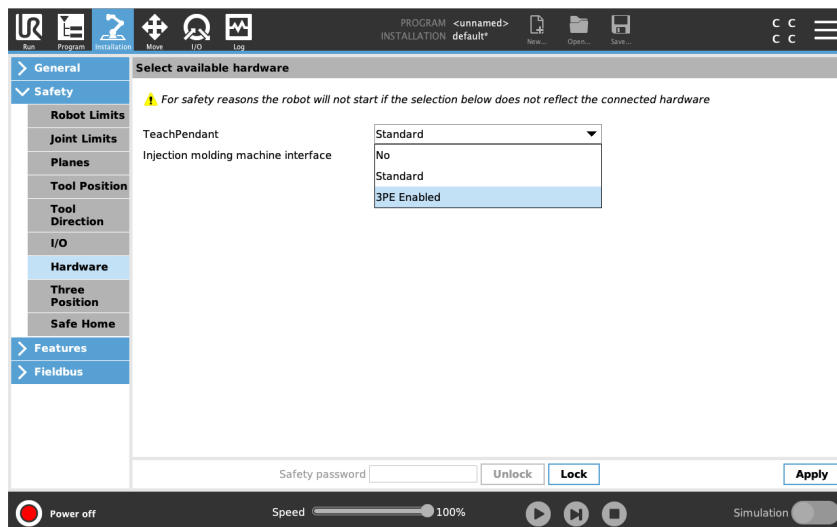 UR
PROGRAM <unnamed>
INSTALLATION default*
Run Program Installation Move I/O Log New... Open... Save...
C C
C C
General
Safety
Robot Limits
Joint Limits
Planes
Tool Position
Tool
Direction
I/O
Hardware
Three
Position
Safe Home
Features
Fieldbus
Select available hardware
! For safety reasons the robot will not start if the selection below does not reflect the connected hardware
TeachPendant Standard
Injection molding machine interface No
Standard
3PE Enabled
Safety password Unlock Lock Apply
Power off Speed 100% Simulation